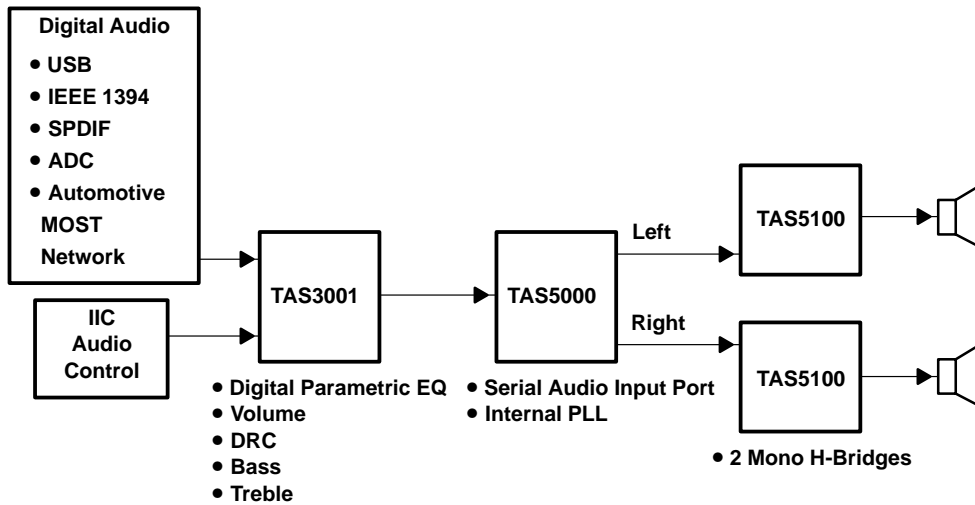 Digital Audio
• USB
• IEEE 1394
• SPDIF
• ADC
• Automotive
MOST
Network
IIC
Audio
Control
TAS3001
• Digital Parametric EQ
• Volume
• DRC
• Bass
• Treble
TAS5000
• Serial Audio Input Port
• Internal PLL
Left
Right
TAS5100
TAS5100
• 2 Mono H-Bridges